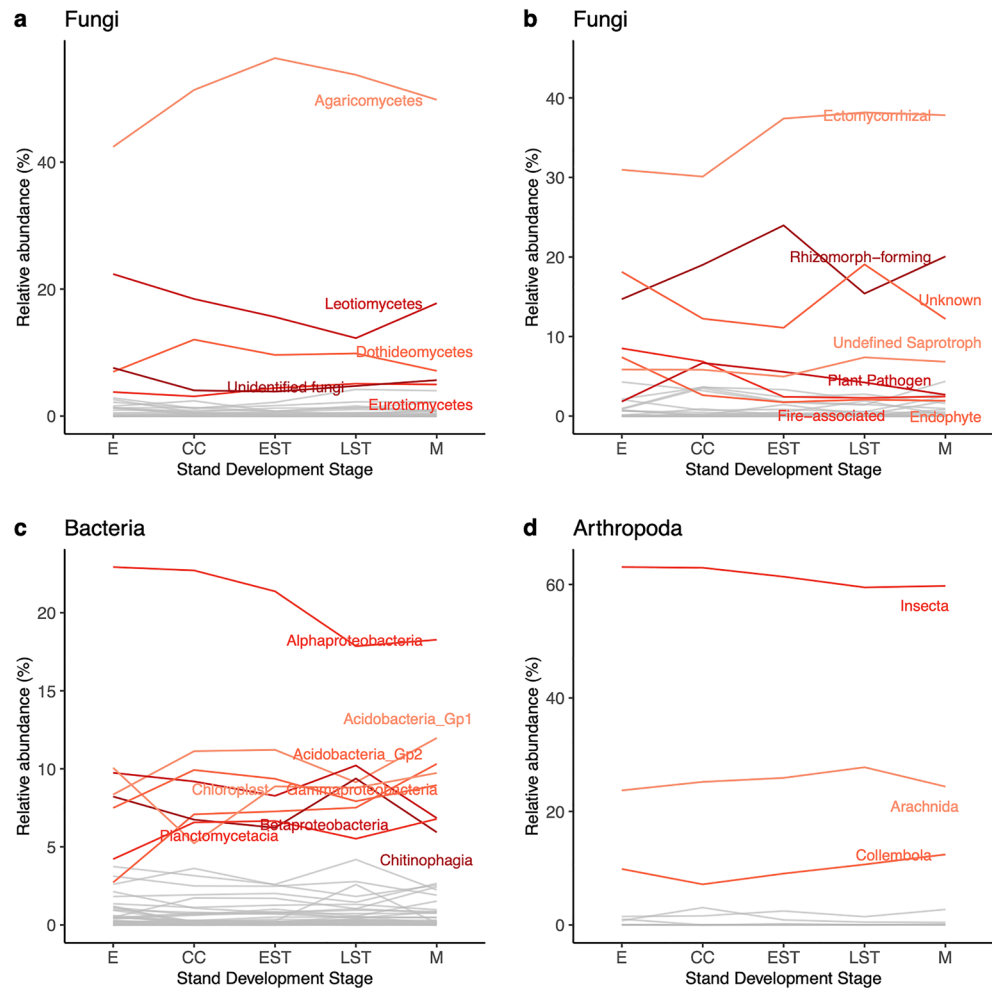 a Fungi
Relative abundance (%)
40
20
0
Agaricomycetes
Leotiomycetes
Dothideomycetes
Unidentified fungi
Eurotiomycetes
E CC EST LST M
Stand Development Stage
b Fungi
Relative abundance (%)
40
30
20
10
0
Ectomycorrhizal
Rhizomorph−forming
Unknown
Undefined Saprotroph
Plant Pathogen
Fire−associated
Endophyte
E CC EST LST M
Stand Development Stage
c Bacteria
Relative abundance (%)
20
15
10
5
0
Alphaproteobacteria
Acidobacteria_Gp1
Acidobacteria_Gp2
Chloroplast
Gammaproteobacteria
Betaproteobacteria
Planctomycetacia
Chitinophagia
E CC EST LST M
Stand Development Stage
d Arthropoda
Relative abundance (%)
60
40
20
0
Insecta
Arachnida
Collembola
E CC EST LST M
Stand Development Stage